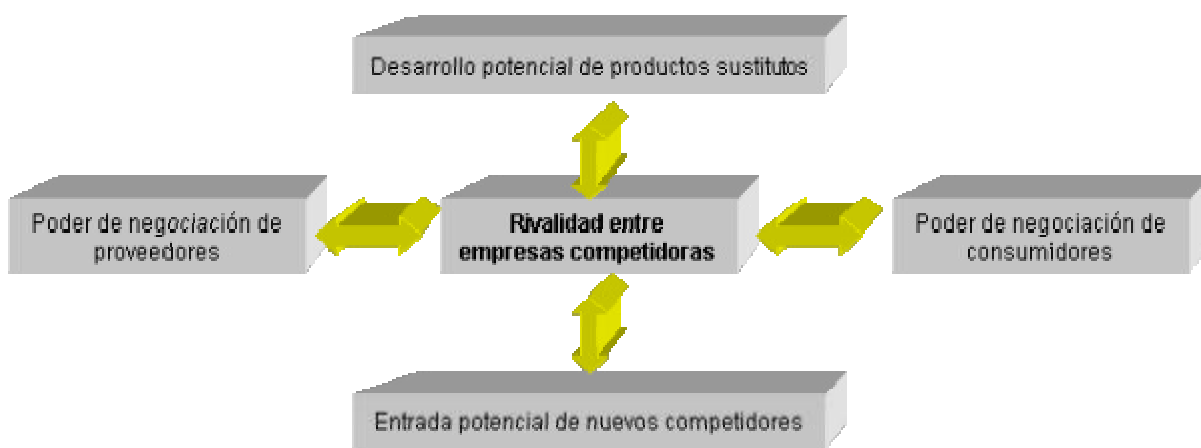 Desarrollo potencial de productos sustitutos
Poder de negociación de
proveedores
Rivalidad entre
empresas competidoras
Poder de negociación de
consumidores
Entrada potencial de nuevos competidores